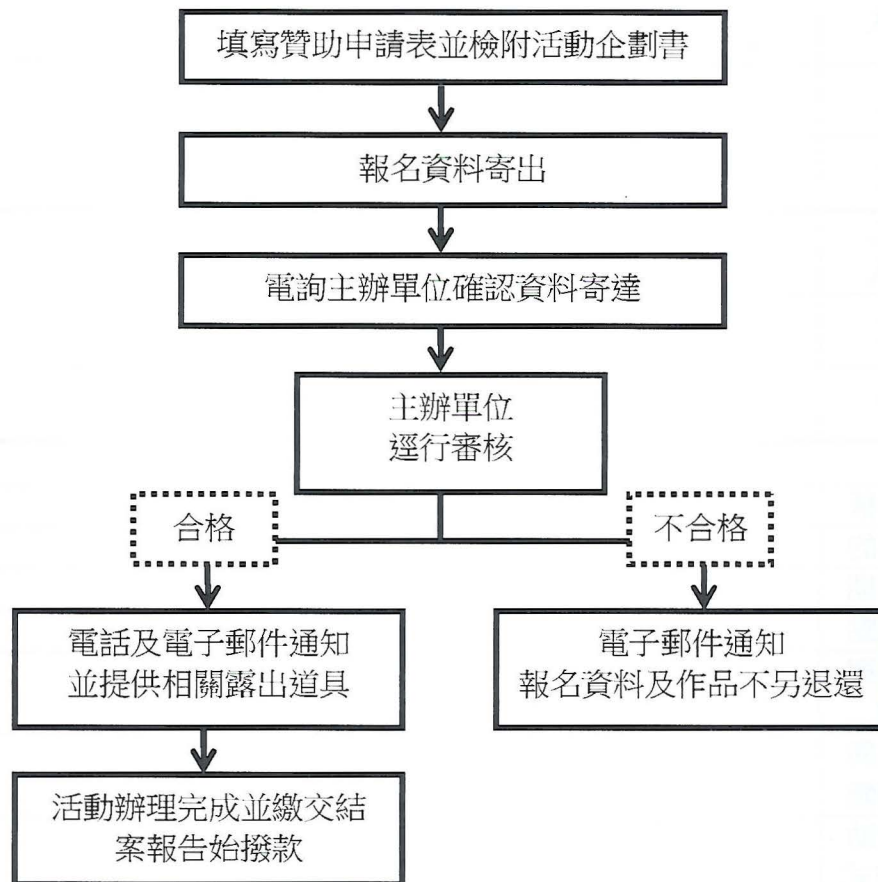 填寫贊助申請表並檢附活動企劃書
報名資料寄出
電詢主辦單位確認資料寄達
主辦單位
逕行審核
合格
不合格
電話及電子郵件通知
並提供相關露出道具
電子郵件通知
報名資料及作品不另退還
活動辦理完成並繳交結
案報告始撥款